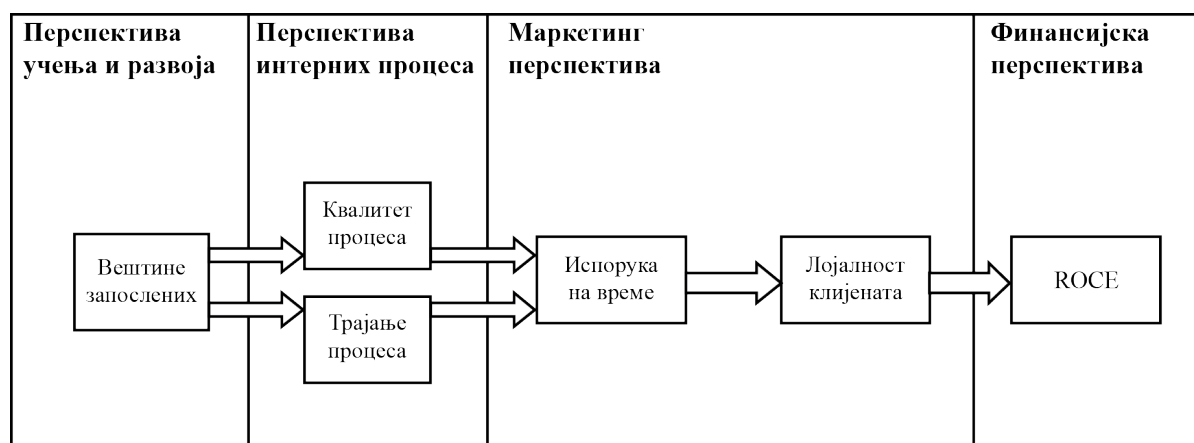 Перспектива
учења и развоја
Перспектива
интерних процеса
Маркетинг
перспектива
Финансијска
перспектива
Вештине
запослених
Квалитет
процеса
Трајање
процеса
Испорука
на време
Лојалност
клијената
ROCE